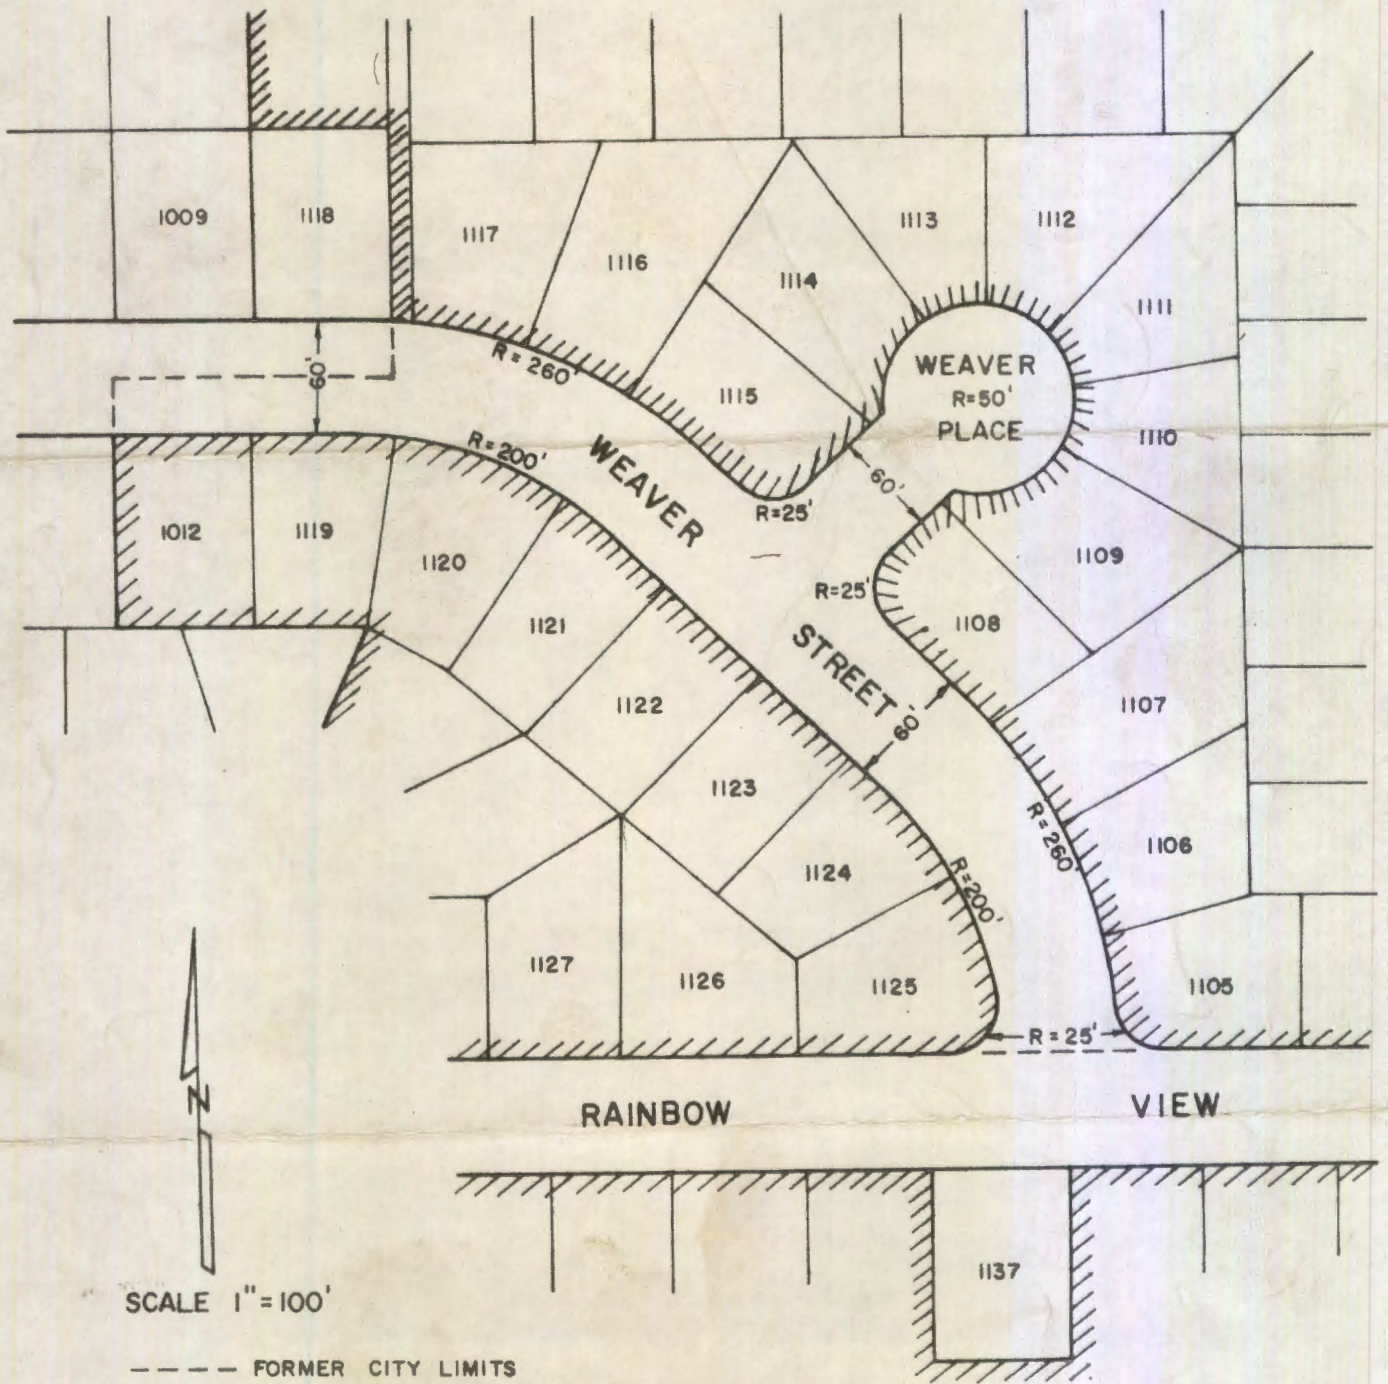 1009
1118
1117
1116
1114
1113
1112
1111
1110
1109
1108
1107
1106
1105
1115
WEAVER
R=50'
PLACE
60'
R=260'
R=200'
WEAVER
STREET
R=25'
60'
R=25'
60'
1012
1119
1120
1121
1122
1123
1124
1125
1126
1127
R=260'
R=200'
R=25'
RAINBOW VIEW
N
1137
SCALE 1"=100'
---- FORMER CITY LIMITS